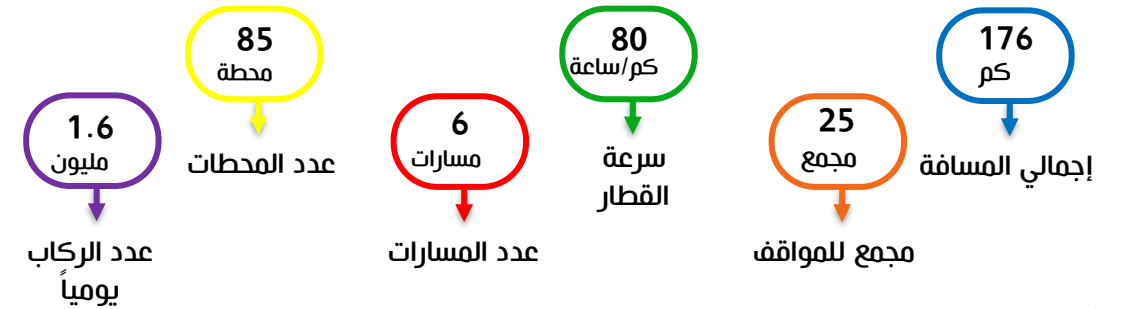 176
كم
إجمالي المسافة
25
مجمع
مجمع للمواقف
80
كم/ساعة
سرعة
القطار
6
مسارات
عدد المسارات
85
محطة
عدد المحطات
1.6
مليون
عدد الركاب
يومياً